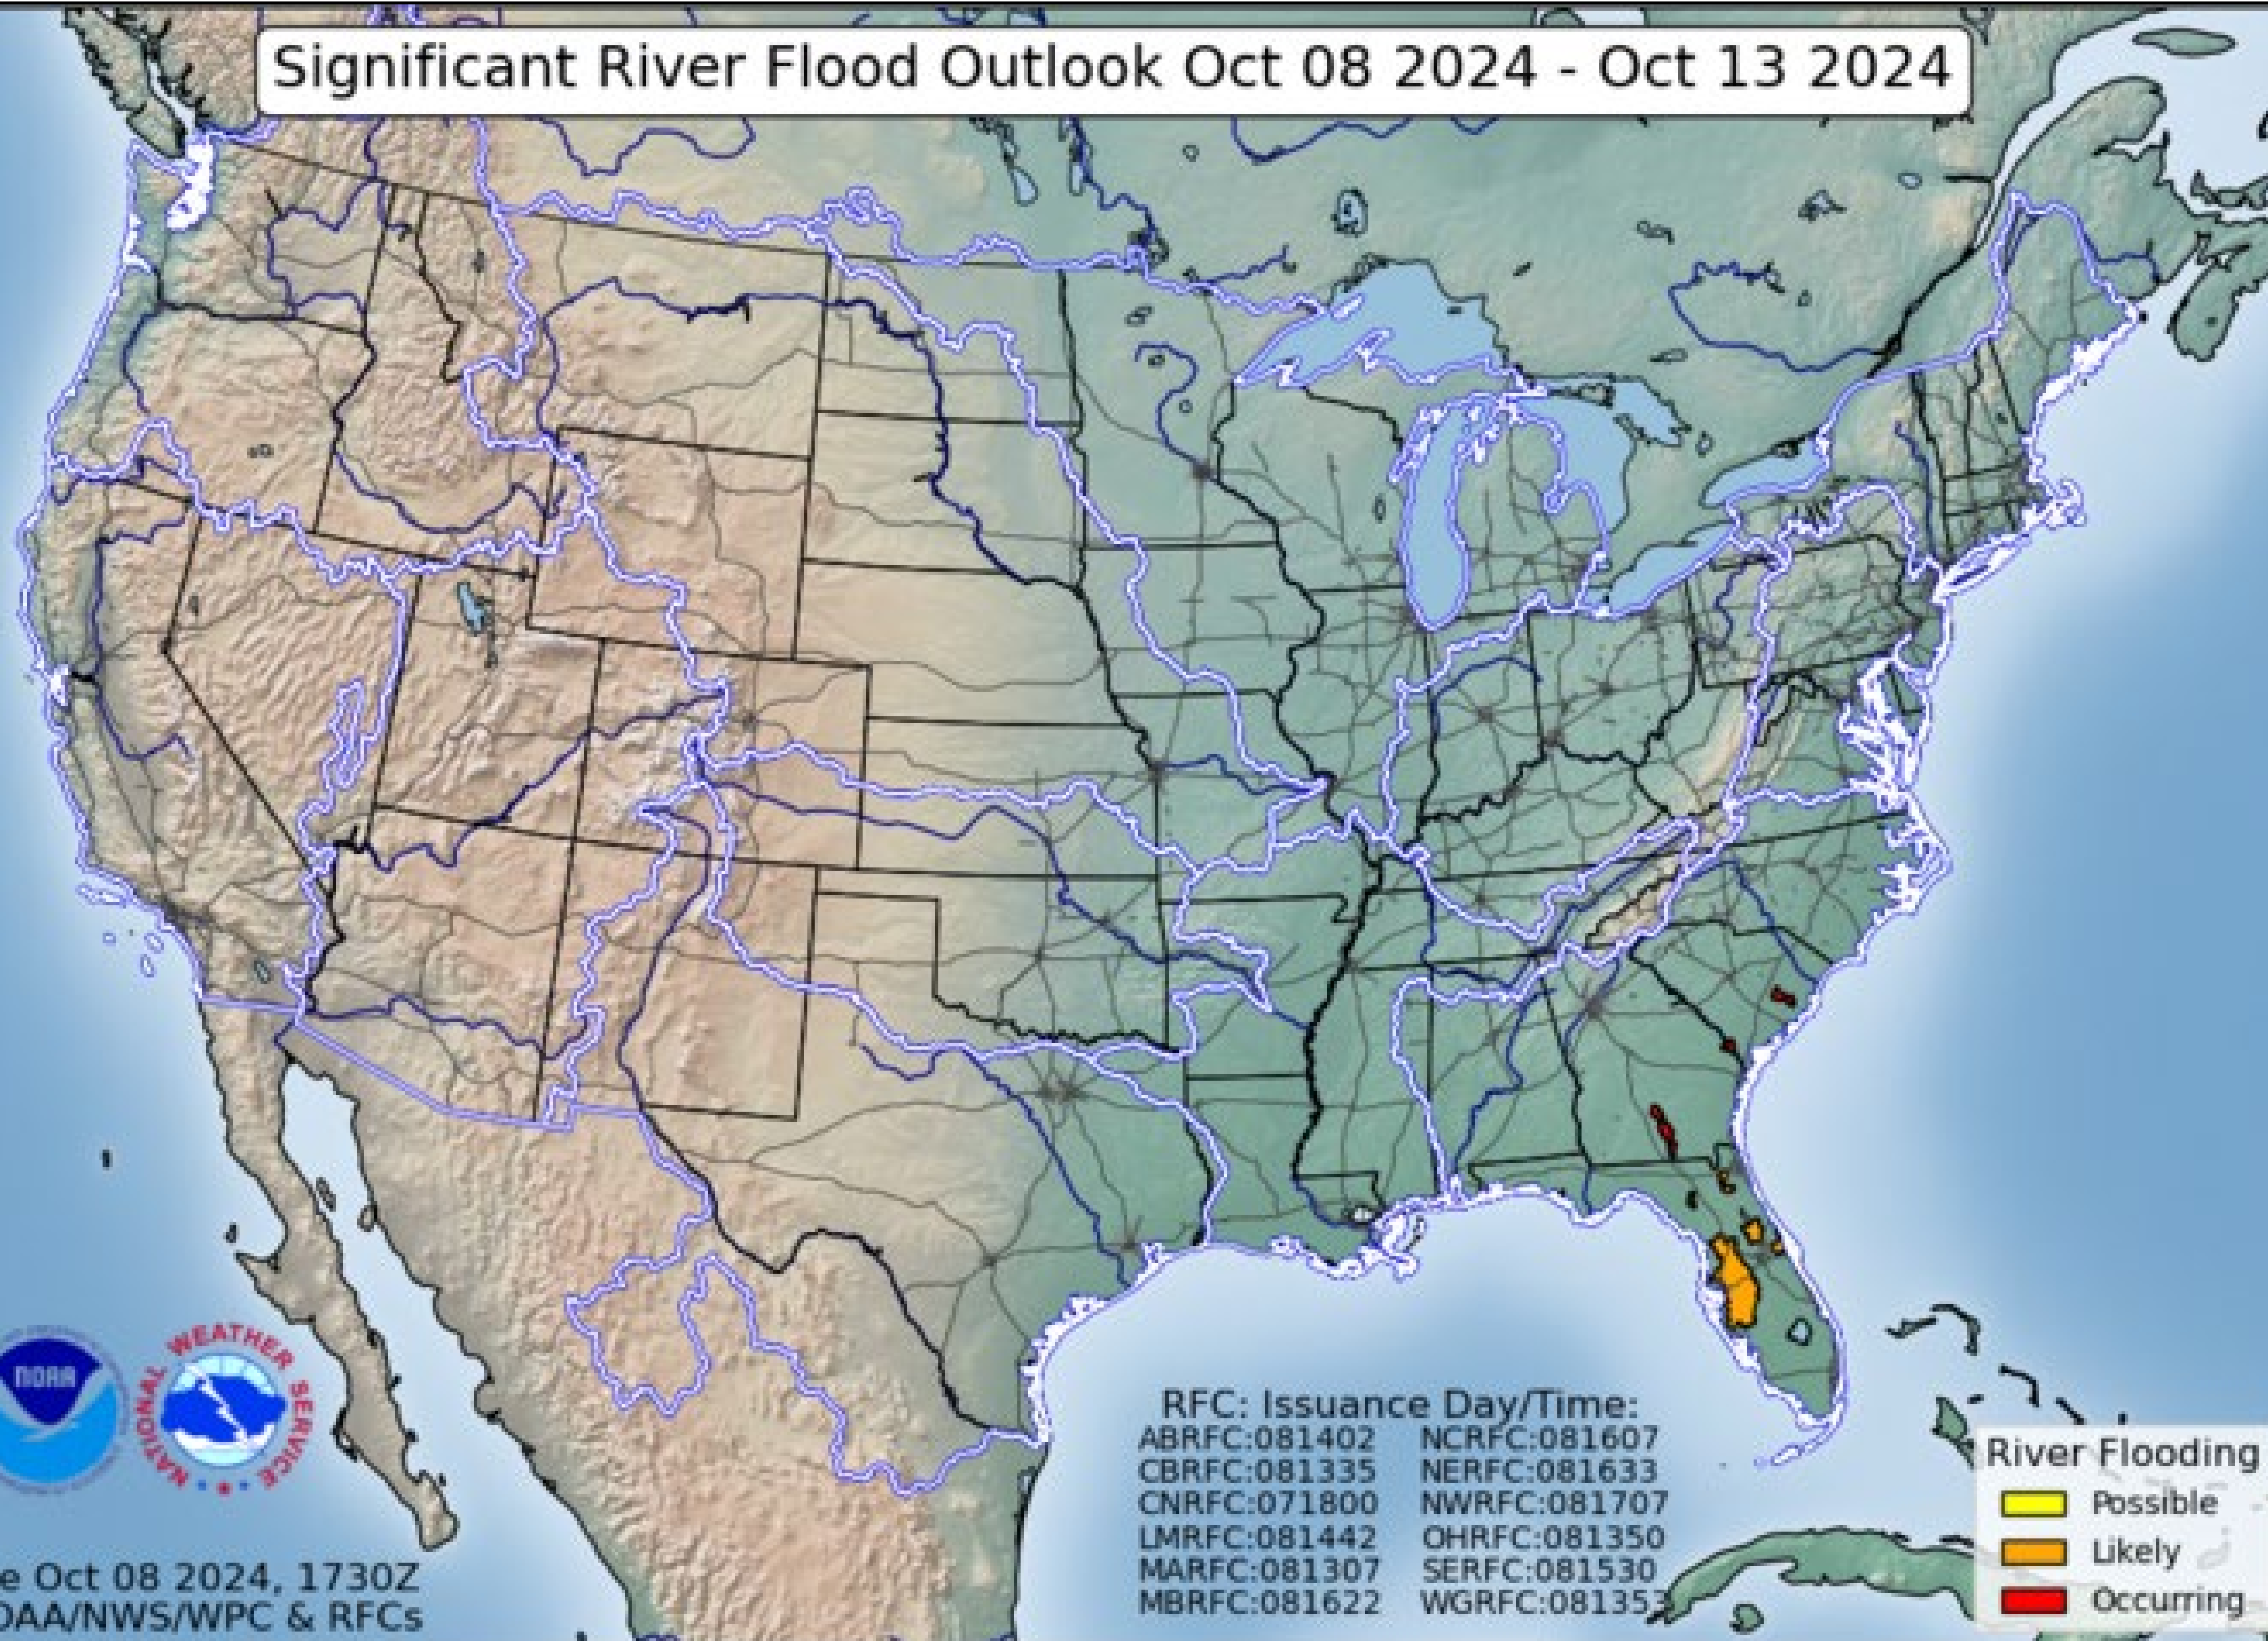 Significant River Flood Outlook Oct 08 2024 - Oct 13 2024
NOAA
NATIONAL WEATHER SERVICE
RFC: Issuance Day/Time:
ABRFC:081402 NCRFC:081607
CBRFC:081335 NERFC:081633
CNRFC:071800 NWRFC:081707
LMRFC:081442 OHRFC:081350
MARFC:081307 SERFC:081530
MBRFC:081622 WGRFC:081353
River Flooding
Possible
Likely
Occurring
e Oct 08 2024, 1730Z
OAA/NWS/WPC & RFCs